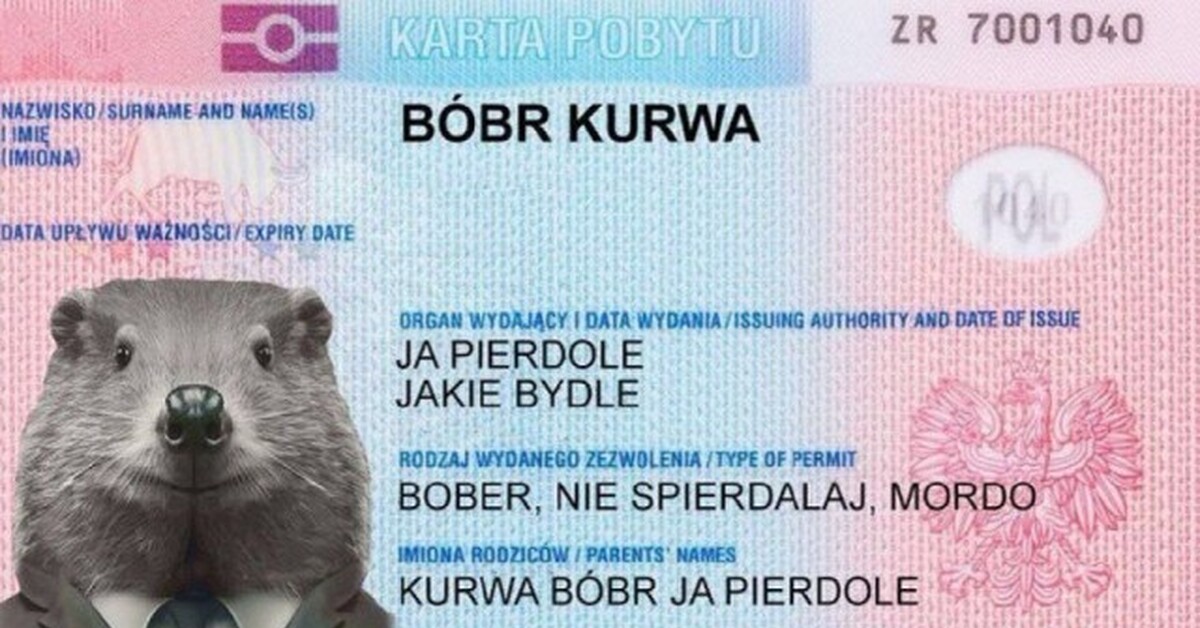 KARTA POBYTU
ZR 7001040
NAZWISKO/SURNAME AND NAME(S)
I IMIĘ
(IMIONA)
BÓBR KURWA
DATA UPŁYWU WAŻNOŚCI/EXPIRY DATE
ORGAN WYDAJĄCY I DATA WYDANIA/ISSUING AUTHORITY AND DATE OF ISSUE
JA PIERDOLE
JAKIE BYDLE
RODZAJ WYDANEGO ZEZWOLENIA/TYPE OF PERMIT
BOBER, NIE SPIERDALAJ, MORDO
IMIONA RODZICÓW / PARENTS' NAMES
KURWA BÓBR JA PIERDOLE